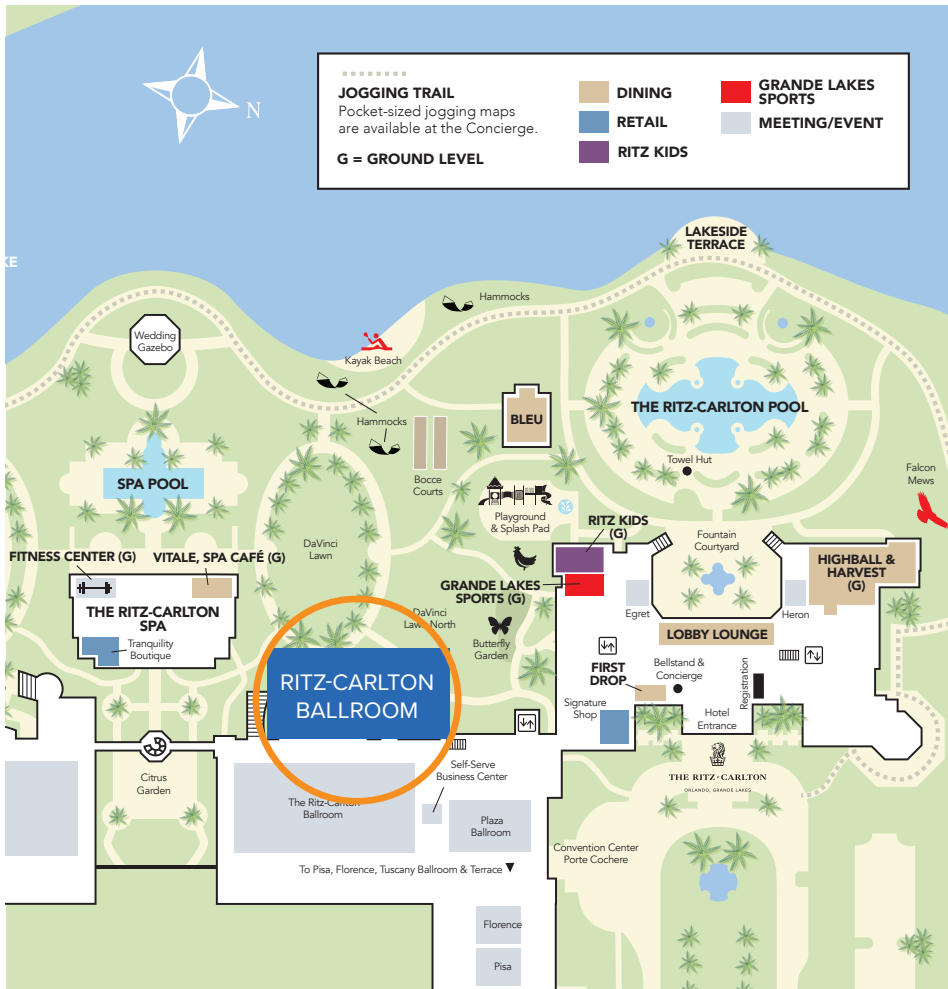 N
JOGGING TRAIL
Pocket-sized jogging maps
are available at the Concierge.
G = GROUND LEVEL
DINING
RETAIL
RITZ KIDS
GRANDE LAKES
SPORTS
MEETING/EVENT
KE
LAKESIDE
TERRACE
Hammocks
Wedding
Gazebo
Kayak Beach
Hammocks
BLEU
THE RITZ-CARLTON POOL
Towel Hut
Falcon
Mews
SPA POOL
Bocce
Courts
Playground
& Splash Pad
RITZ KIDS
(G)
Fountain
Courtyard
DaVinci
Lawn
FITNESS CENTER (G)
VITALE, SPA CAFÉ (G)
GRANDE LAKES
SPORTS (G)
HIGHBALL &
HARVEST
(G)
THE RITZ-CARLTON
SPA
Egret
Heron
DaVinci
Lawn North
Tranquility
Boutique
Butterfly
Garden
LOBBY LOUNGE
RITZ-CARLTON
BALLROOM
FIRST
DROP
Bellstand &
Concierge
Registration
Signature
Shop
Hotel
Entrance
Citrus
Garden
Self-Serve
Business Center
THE RITZ-CARLTON
ORLANDO, GRANDE LAKES
The Ritz-Carlton
Ballroom
Plaza
Ballroom
Convention Center
Porte Cochere
To Pisa, Florence, Tuscany Ballroom & Terrace
Florence
Pisa